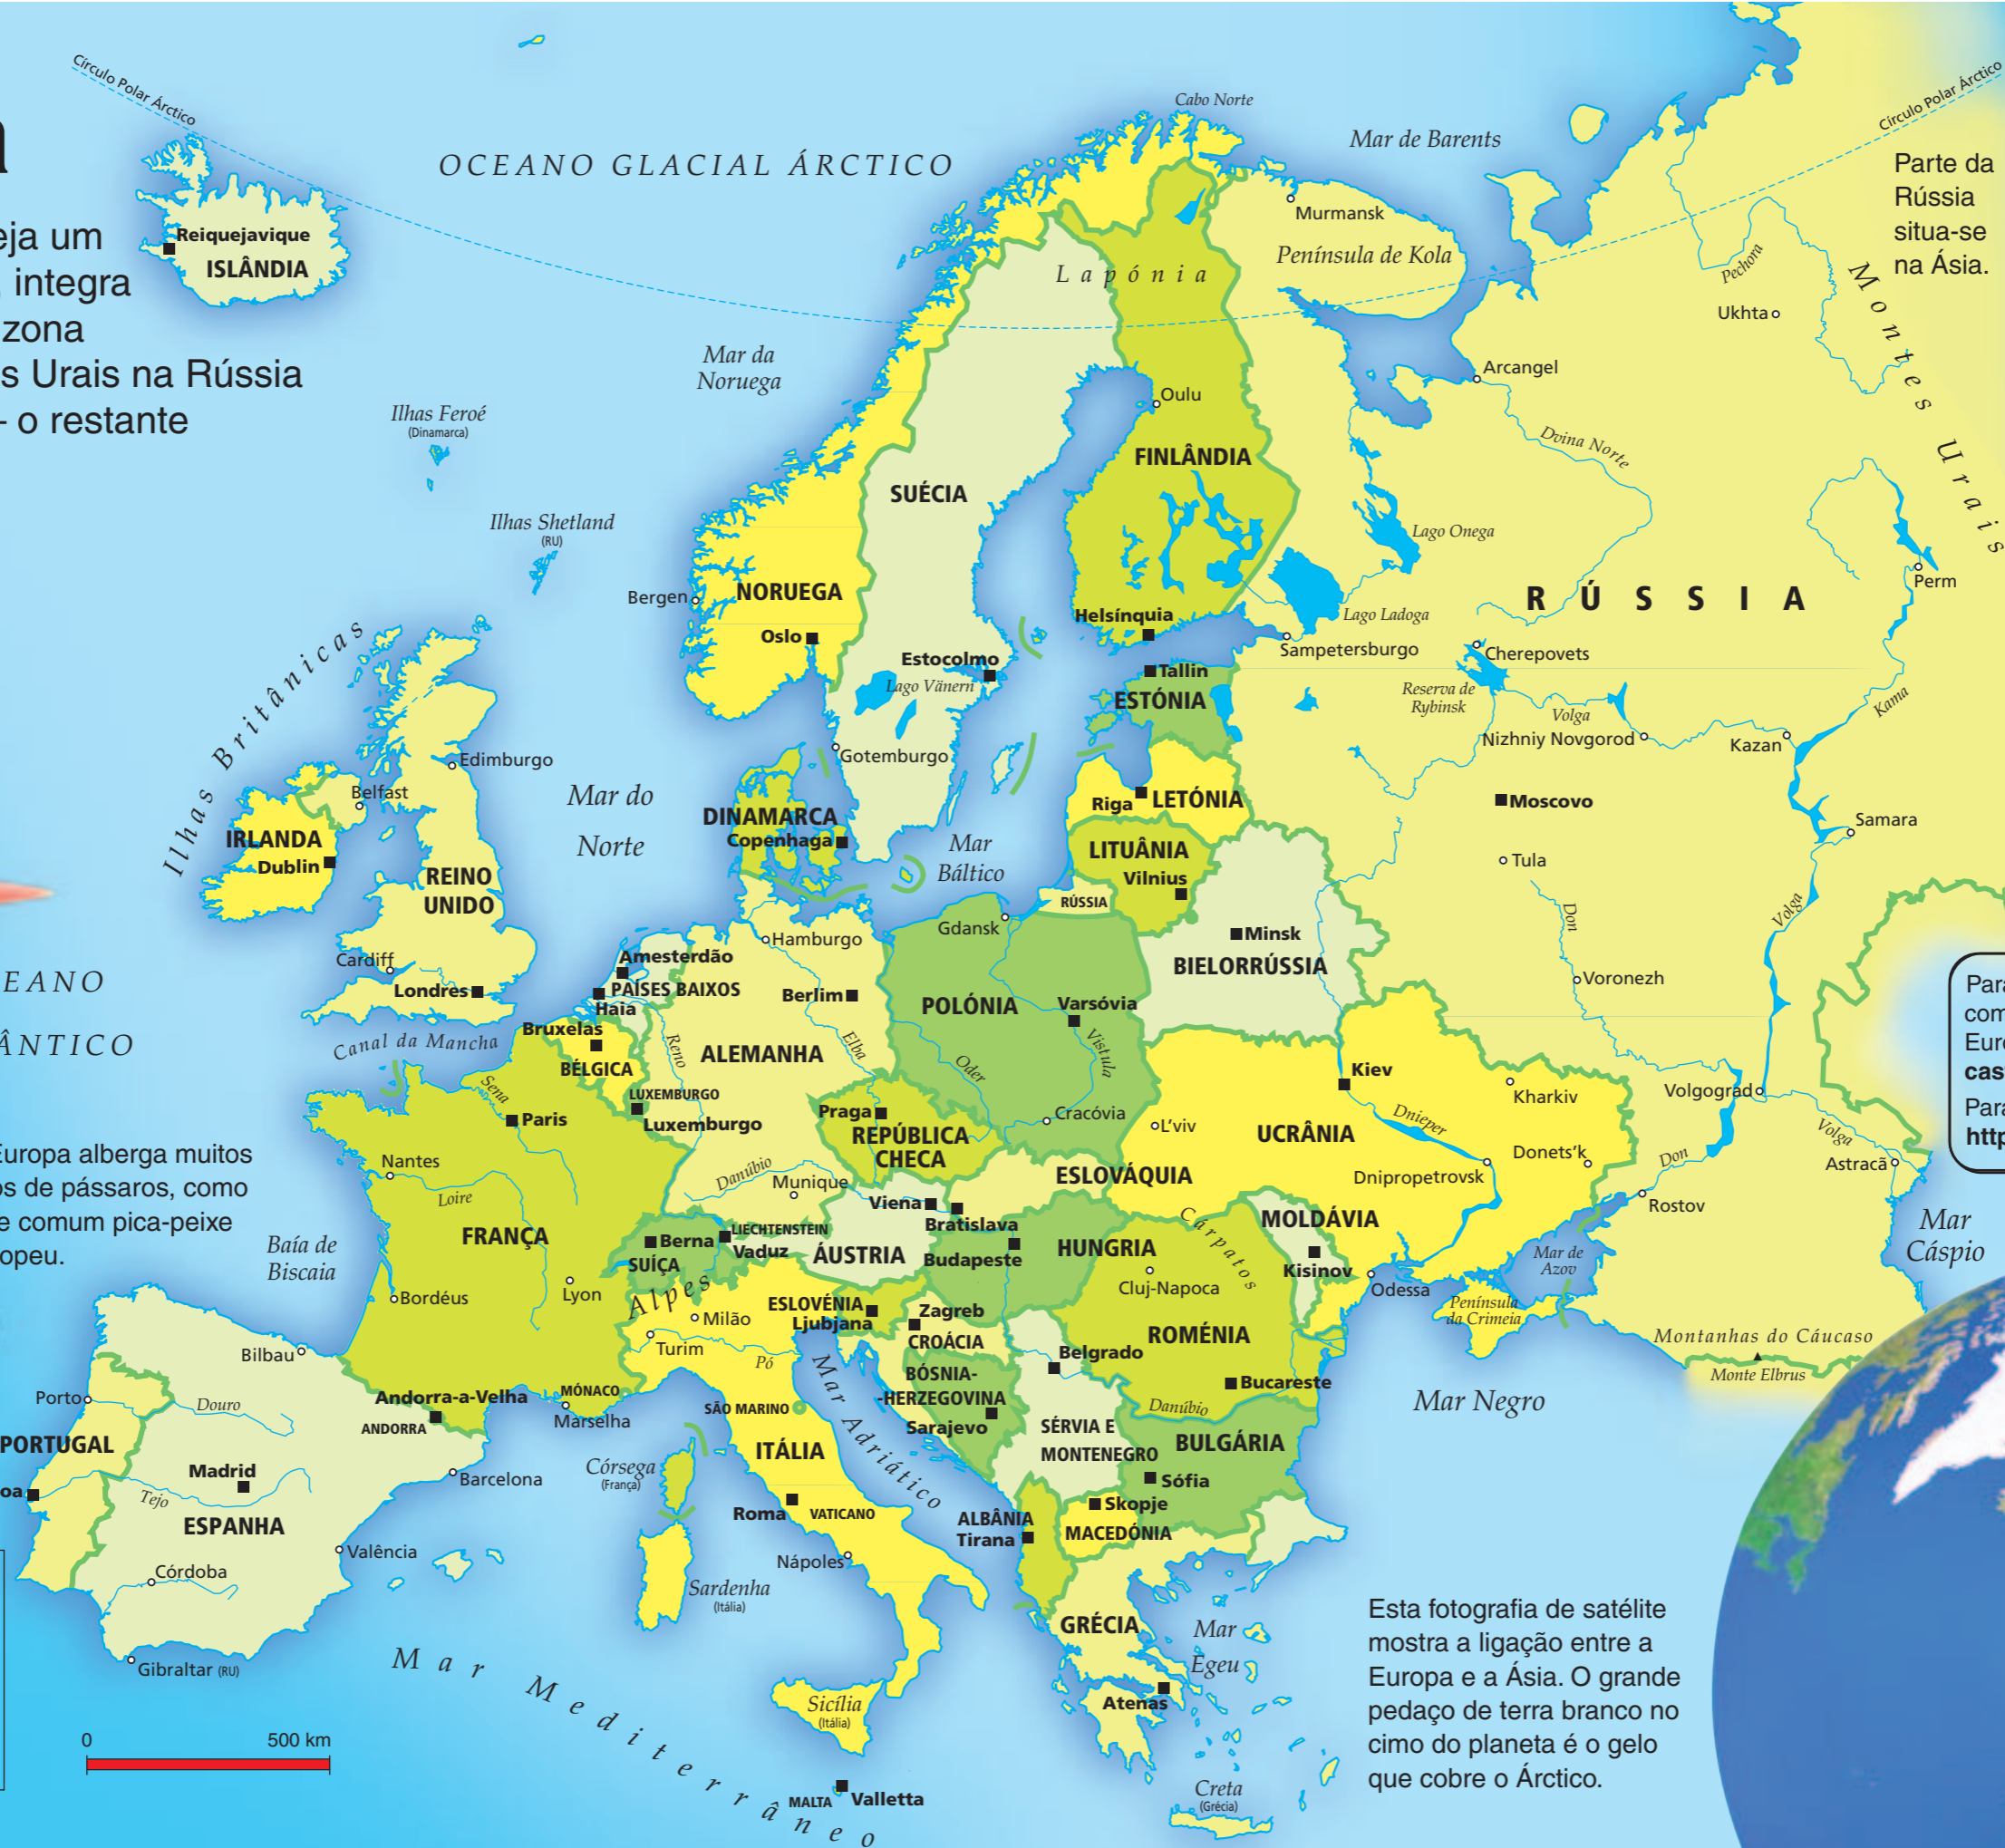 Círculo Polar Árctico
Círculo Polar Árctico
Cabo Norte
Mar de Barents
OCEANO GLACIAL ÁRCTICO
Parte da
Rússia
situa-se
na Ásia.
Murmansk
Península de Kola
Reiquejavique
ISLÂNDIA
eja um
integra
zona
s Urais na Rússia
– o restante
Lapónia
Pechora
Ukhta
Montes Urais
Mar da
Noruega
Arcangel
Oulu
Ilhas Feroé
(Dinamarca)
Dvina Norte
FINLÂNDIA
SUÉCIA
Ilhas Shetland
(RU)
Lago Onega
Perm
Bergen
NORUEGA
RÚSSIA
Helsínquia
Lago Ladoga
Oslo
Sampetersburgo
Cherepovets
Estocolmo
Lago Vänern
Tallin
ESTÓNIA
Reserva de
Rybinsk
Volga
Kama
Nizhniy Novgorod
Kazan
Ilhas Britânicas
Gotemburgo
Edimburgo
Belfast
Mar do
Norte
Riga
LETÓNIA
Moscovo
DINAMARCA
Copenhaga
Samara
IRLANDA
Dublin
Mar
Báltico
LITUÂNIA
Vilnius
Tula
REINO
UNIDO
RÚSSIA
Don
Volga
Gdansk
Hamburgo
Minsk
BIELORRÚSSIA
Cardiff
Amesterdão
PAÍSES BAIXOS
Haia
Londres
Berlim
POLÓNIA
Varsóvia
Voronezh
EANO
ÂNTICO
Para
com
Euro
cas
Para
http
Canal da Mancha
Bruxelas
BÉLGICA
Reno
ALEMANHA
Elba
Oder
Vistula
Kiev
Kharkiv
Volgograd
LUXEMBURGO
Luxemburgo
Sena
Paris
Praga
REPÚBLICA
CHECA
Cracóvia
L'viv
UCRÂNIA
Dnieper
Donets'k
Dnipropetrovsk
Don
Volga
Astracã
Rostov
Europa alberga muitos
os de pássaros, como
e comum pica-peixe
opeu.
Nantes
Loire
Danúbio
Munique
ESLOVÁQUIA
Viena
Bratislava
FRANÇA
Berna
SUÍÇA
LIECHTENSTEIN
Vaduz
ÁUSTRIA
Budapeste
HUNGRIA
Cárpatos
MOLDÁVIA
Kisinov
Odessa
Mar de
Azov
Mar
Cáspio
Baía de
Biscaia
Bordéus
Lyon
Alpes
Milão
Turim
Pó
ESLOVÉNIA
Ljubjana
Zagreb
CROÁCIA
Cluj-Napoca
ROMÉNIA
Península
da Crimeia
Montanhas do Cáucaso
Monte Elbrus
Bilbau
Belgrado
BÓSNIA-
-HERZEGOVINA
Sarajevo
Bucareste
Danúbio
Mar Negro
Porto
Douro
Andorra-a-Velha
ANDORRA
MÓNACO
Marselha
SÃO MARINO
Mar Adriático
SÉRVIA E
MONTENEGRO
BULGÁRIA
Sófia
PORTUGAL
oa
Madrid
Tejo
ESPANHA
Barcelona
Córsega
(França)
ITÁLIA
Roma
VATICANO
Skopje
MACEDÓNIA
ALBÂNIA
Tirana
Valência
Córdoba
Nápoles
Sardenha
(Itália)
GRÉCIA
Mar
Egeu
Atenas
Gibraltar (RU)
Mar Mediterrâneo
Sicília
(Itália)
MALTA
Valletta
Creta
(Grécia)
0 500 km
Esta fotografia de satélite
mostra a ligação entre a
Europa e a Ásia. O grande
pedaço de terra branco no
cimo do planeta é o gelo
que cobre o Árctico.